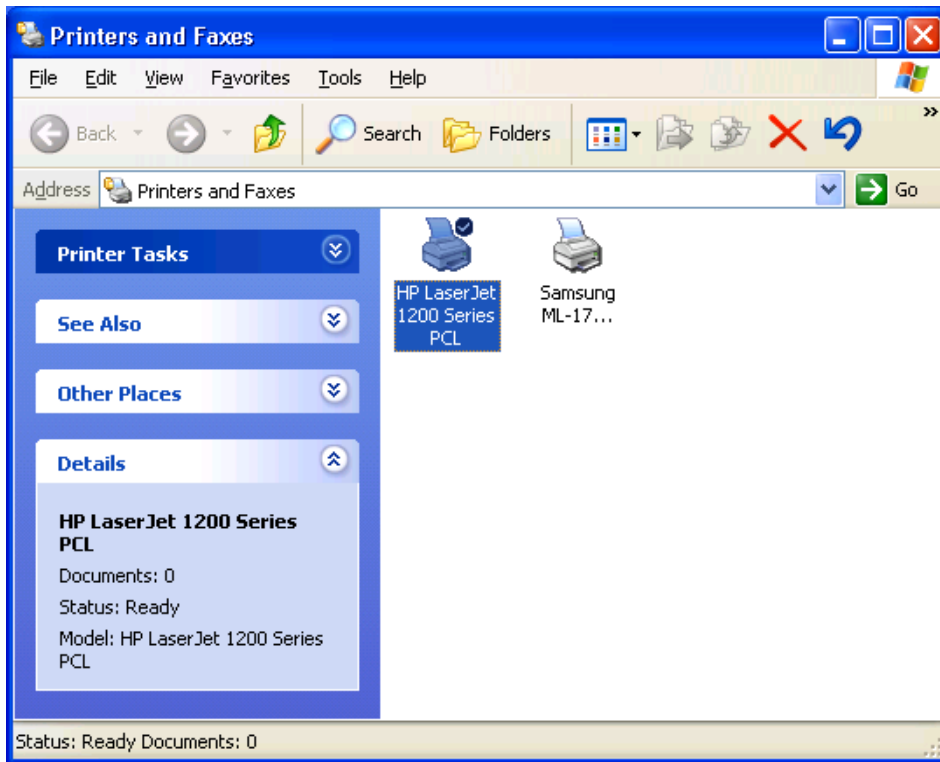 Printers and Faxes
File Edit View Favorites Tools Help
Back Search Folders »
Address Printers and Faxes Go
Printer Tasks
See Also
Other Places
Details
HP LaserJet 1200 Series
PCL
Documents: 0
Status: Ready
Model: HP LaserJet 1200 Series
PCL
HP LaserJet
1200 Series
PCL
Samsung
ML-17...
Status: Ready Documents: 0